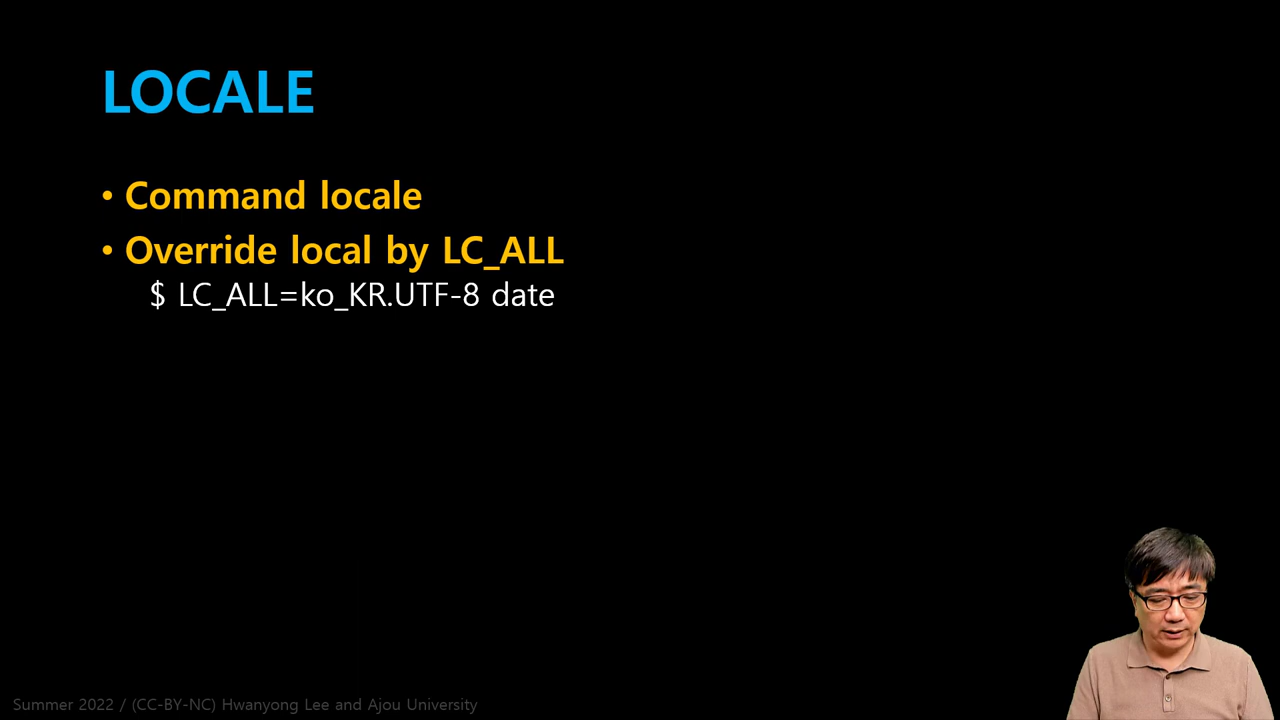 LOCALE
• Command locale
• Override local by LC_ALL
$ LC_ALL=ko_KR.UTF-8 date
Summer 2022 / (CC-BY-NC) Hwanyong Lee and Ajou University